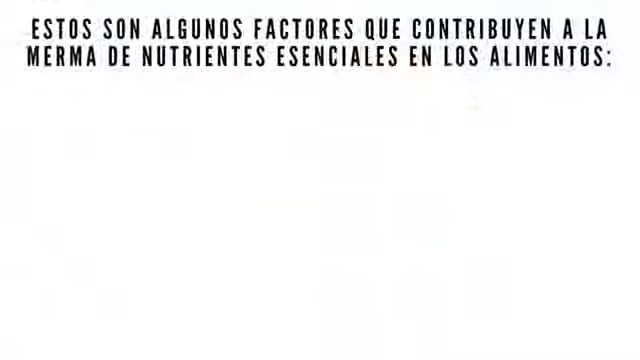 ESTOS SON ALGUNOS FACTORES QUE CONTRIBUYEN A LA
MERMA DE NUTRIENTES ESENCIALES EN LOS ALIMENTOS: